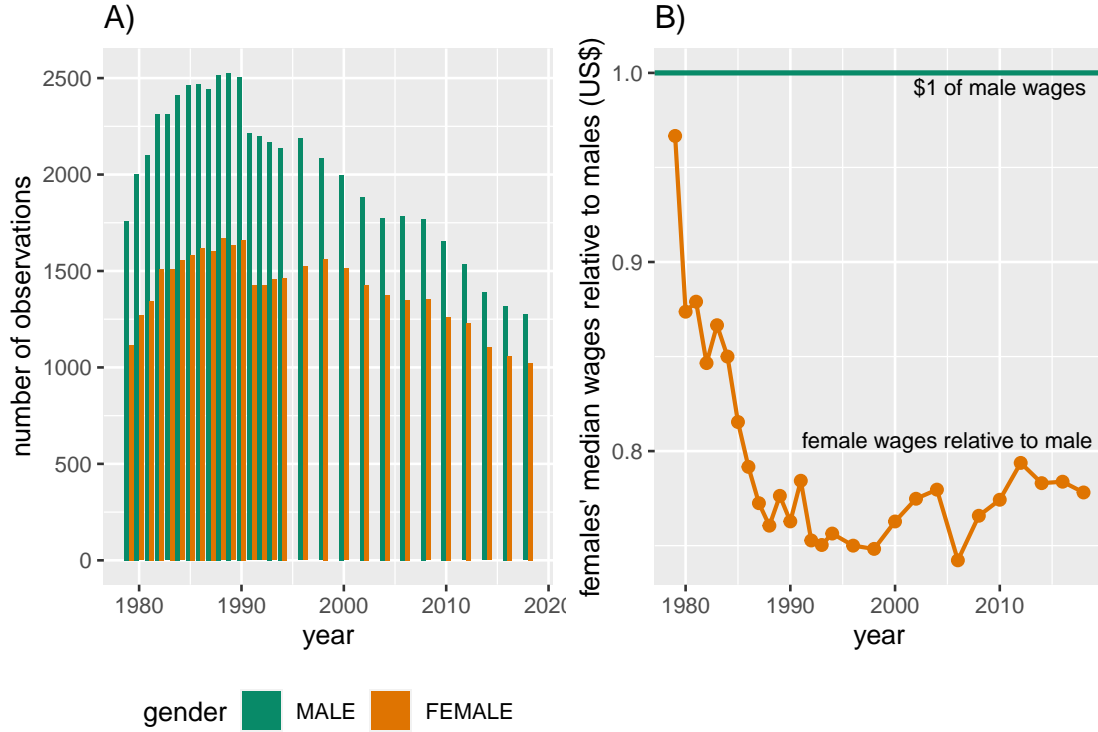 A)
number of observations
2500
2000
1500
1000
500
0
1980
1990
2000
2010
2020
year
B)
females' median wages relative to males (US$)
1.0
0.9
0.8
$1 of male wages
female wages relative to male
1980
1990
2000
2010
year
gender
MALE
FEMALE